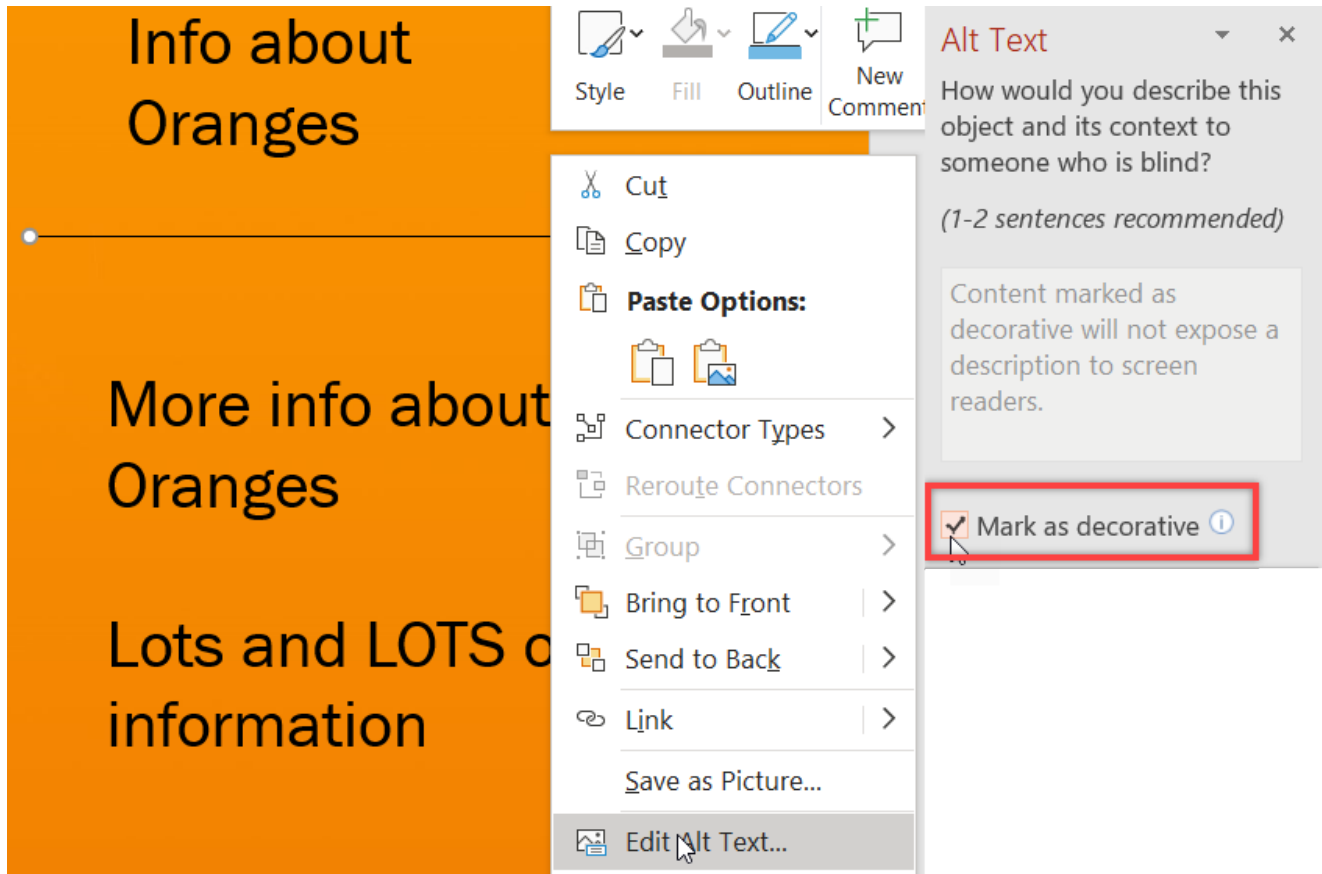 Info about
Oranges
More info about
Oranges
Lots and LOTS
information
Style Fill Outline New
Commen
Cut
Copy
Paste Options:
Connector Types
Reroute Connectors
Group
Bring to Front
Send to Back
Link
Save as Picture...
Edit Alt Text...
Alt Text
How would you describe this
object and its context to
someone who is blind?
(1-2 sentences recommended)
Content marked as
decorative will not expose a
description to screen
readers.
Mark as decorative